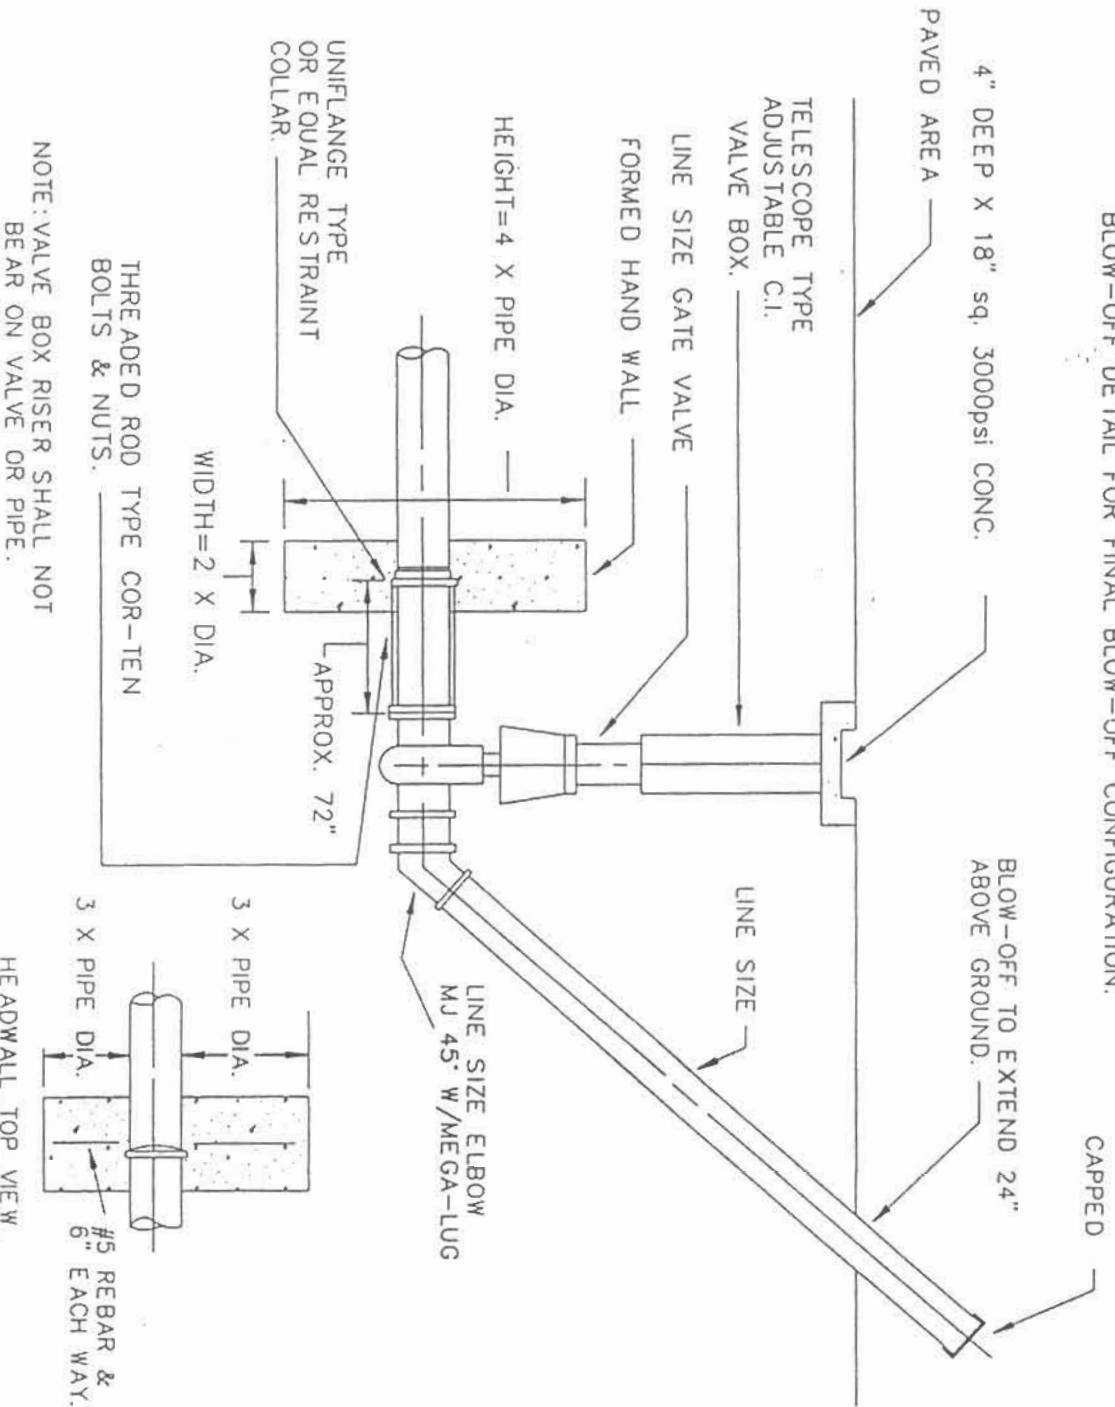 BLOW-OFF DETAIL FOR FINAL BLOW-OFF CONFIGURATION.
CAPPED
4" DEEP X 18" sq. 3000psi CONC.
BLOW-OFF TO EXTEND 24"
ABOVE GROUND.
PAVED AREA
TELESCOPE TYPE
ADJUSTABLE C.I.
VALVE BOX.
LINE SIZE
LINE SIZE GATE VALVE
FORMED HAND WALL
HEIGHT=4 X PIPE DIA.
LINE SIZE ELBOW
MJ 45° W/MEGA-LUG
UNIFLANGE TYPE
OR EQUAL RESTRAINT
COLLAR.
APPROX. 72"
WIDTH=2 X DIA.
THREADED ROD TYPE COR-TEN
BOLTS & NUTS.
3 X PIPE DIA.
3 X PIPE DIA.
#5 REBAR &
6" EACH WAY.
NOTE: VALVE BOX RISER SHALL NOT
BEAR ON VALVE OR PIPE.
HEADWALL TOP VIEW